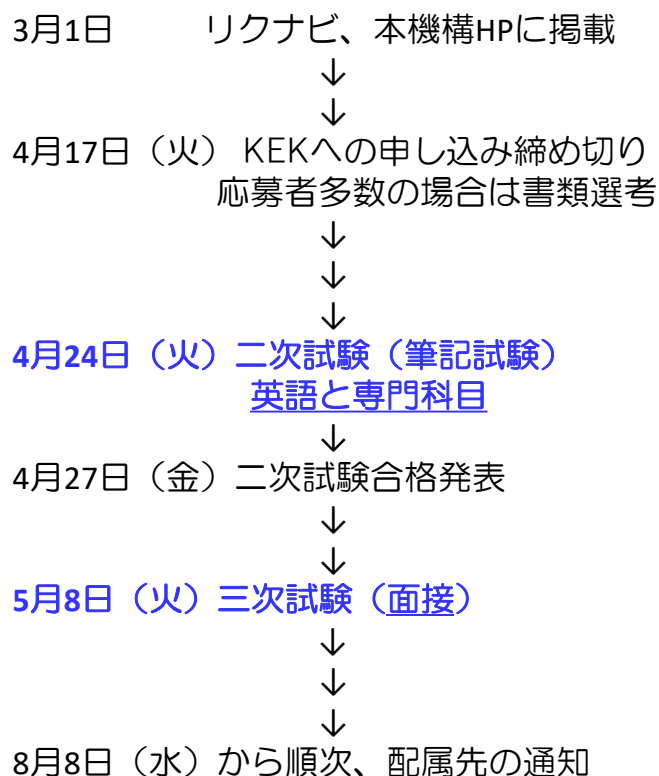 3月1日 リクナビ、本機構HPに掲載
↓
↓
4月17日（火） KEKへの申し込み締め切り
応募者多数の場合は書類選考
↓
↓
↓
4月24日（火）二次試験（筆記試験）
英語と専門科目
↓
4月27日（金）二次試験合格発表
↓
↓
5月8日（火）三次試験（面接）
↓
↓
↓
8月8日（水）から順次、配属先の通知